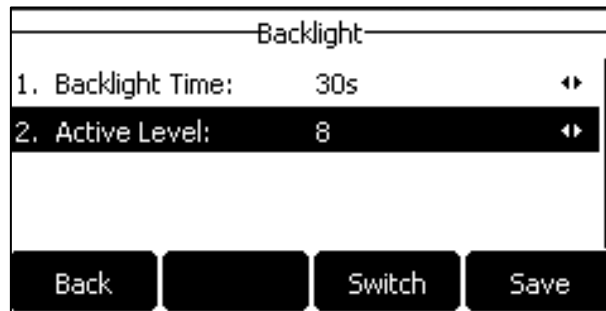 Backlight
1. Backlight Time: 30s
2. Active Level: 8
Back Switch Save